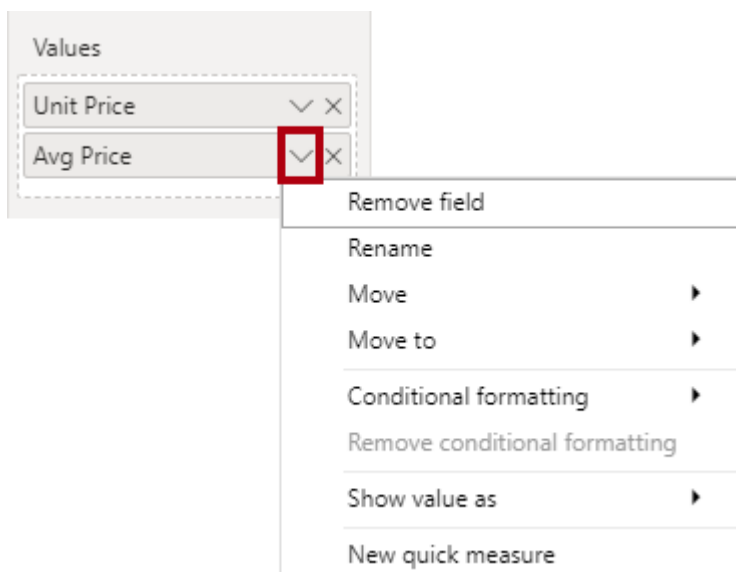 Values
Unit Price
Avg Price
Remove field
Rename
Move
Move to
Conditional formatting
Remove conditional formatting
Show value as
New quick measure